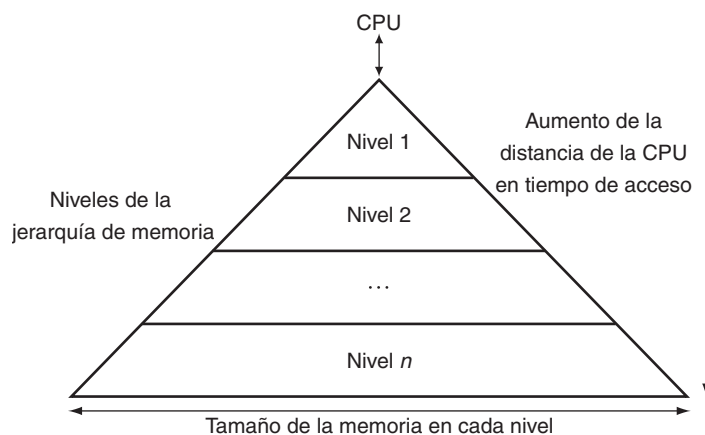 CPU
Nivel 1
Aumento de la
distancia de la CPU
en tiempo de acceso
Niveles de la
jerarquía de memoria
Nivel 2
…
Nivel n
Tamaño de la memoria en cada nivel